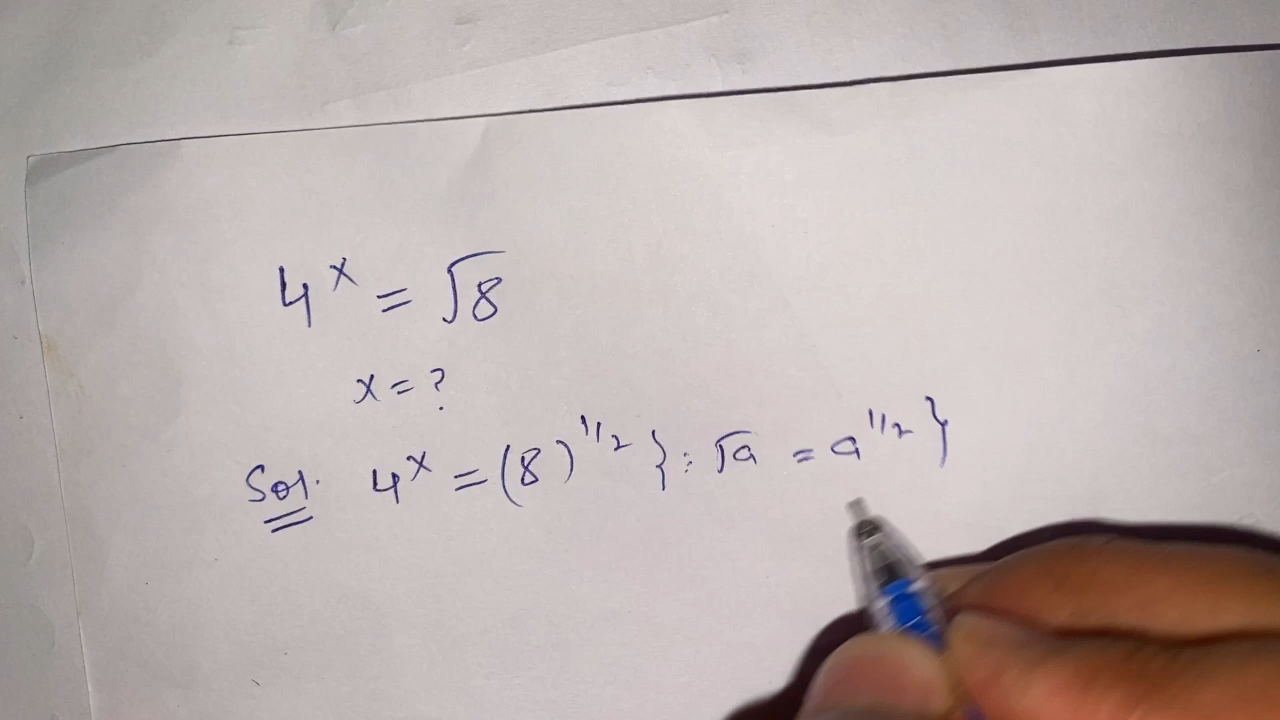 4^x = √8
x = ?
Sol. 4^x = (8)^1/2 } : √a = a^1/2 }